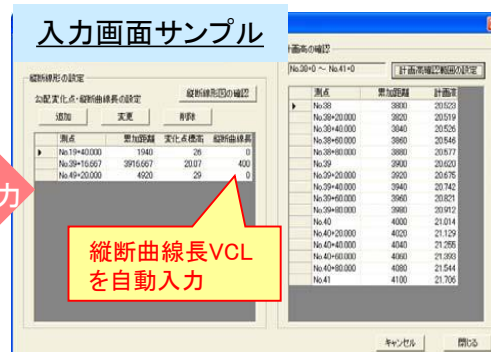 入力画面サンプル
力
縦断線形の設定
勾配変化点・縦断曲線長の設定
縦断線形図の確認
追加 変更 削除
測点 累加距離 変化点標高 縦断曲線長
No.19+40.000 1940 26 0
No.39+16.667 3916.667 20.07 400
No.49+20.000 4920 29 0
縦断曲線長VCL
を自動入力
計画高の確認
No.38+0 ～ No.41+0 計画高確認範囲の設定
測点 累加距離 計画高
No.38 3800 20.523
No.38+20.000 3820 20.519
No.38+40.000 3840 20.526
No.38+60.000 3860 20.546
No.38+80.000 3880 20.577
No.39 3900 20.620
No.39+20.000 3920 20.675
No.39+40.000 3940 20.742
No.39+60.000 3960 20.821
No.39+80.000 3980 20.912
No.40 4000 21.014
No.40+20.000 4020 21.129
No.40+40.000 4040 21.255
No.40+60.000 4060 21.393
No.40+80.000 4080 21.544
No.41 4100 21.706
キャンセル 閉じる